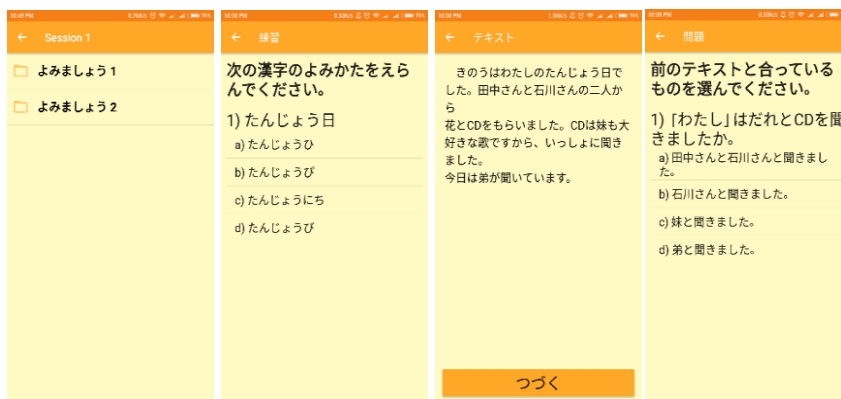 10:49 PM
← Session 1
よみましょう 1
よみましょう 2
10:50 PM
← 練習
次の漢字のよみかたをえら
んでください。
1) たんじょう日
a) たんじょうひ
b) たんじょうぴ
c) たんじょうにち
d) たんじょうび
10:50 PM
← テキスト
きのうはわたしのたんじょう日で
した。田中さんと石川さんの二人か
ら
花とCDをもらいました。CDは妹も大
好きな歌ですから、いっしょに聞き
ました。
今日は弟が聞いています。
つづく
10:50 PM
← 問題
前のテキストと合っている
ものを選んでください。
1)「わたし」はだれとCDを聞
きましたか。
a) 田中さんと石川さんと聞きまし
た。
b) 石川さんと聞きました。
c) 妹と聞きました。
d) 弟と聞きました。